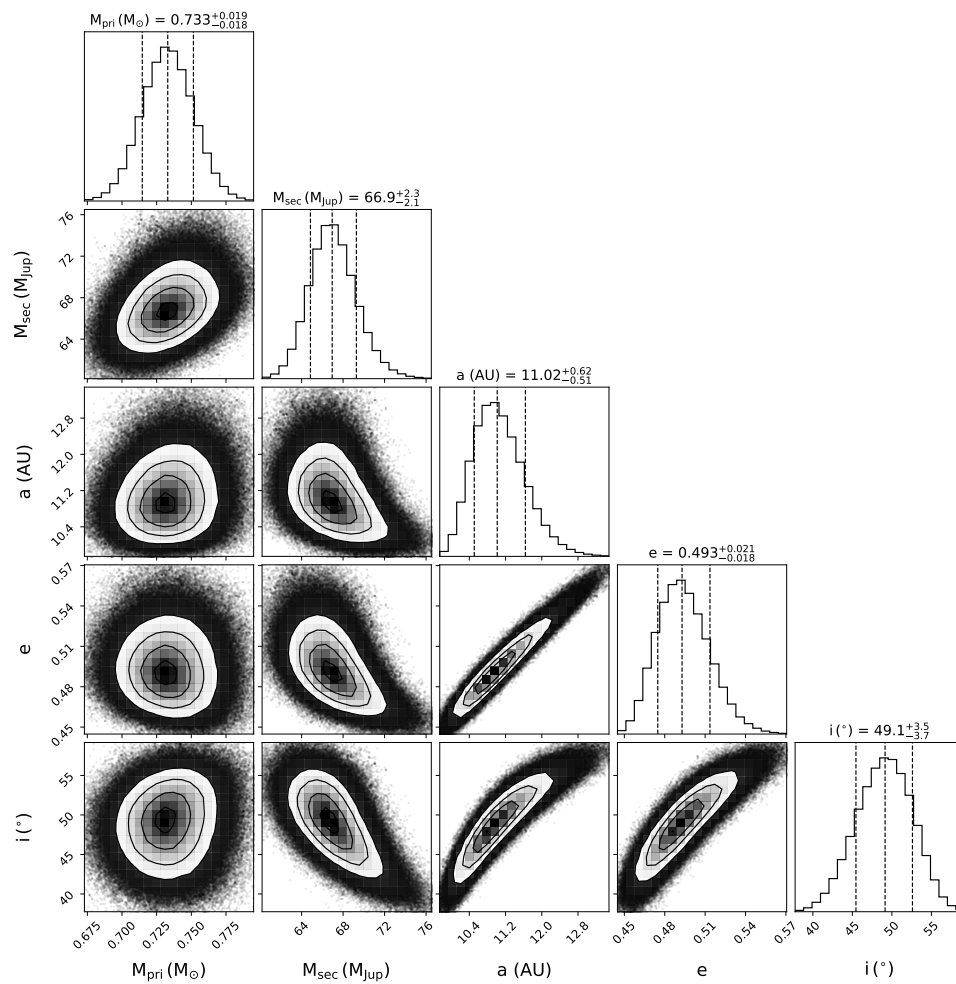 M_pri (M_⊙) = 0.733^{+0.019}_{-0.018}
M_sec (M_Jup) = 66.9^{+2.3}_{-2.1}
76
72
68
64
M_sec (M_Jup)
a (AU) = 11.02^{+0.62}_{-0.51}
12.8
12.0
11.2
10.4
a (AU)
e = 0.493^{+0.021}_{-0.018}
0.57
0.54
0.51
0.48
0.45
e
i (°) = 49.1^{+3.5}_{-3.7}
55
50
45
40
i (°)
0.675 0.700 0.725 0.750 0.775
64 68 72 76
10.4 11.2 12.0 12.8
0.45 0.48 0.51 0.54 0.57
40 45 50 55
M_pri (M_⊙) M_sec (M_Jup) a (AU) e i (°)